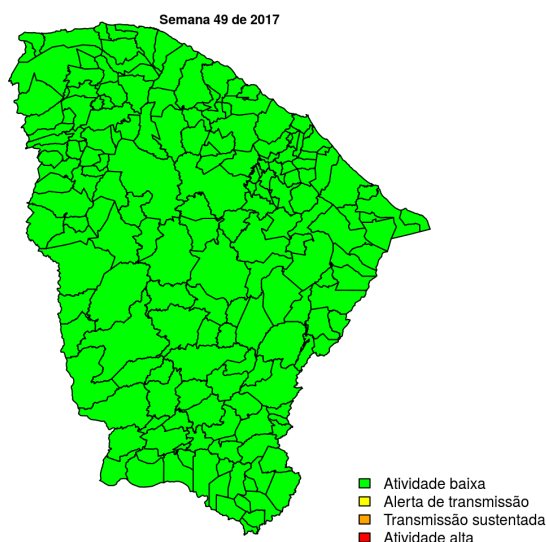 Semana 49 de 2017
Atividade baixa
Alerta de transmissão
Transmissão sustentada
Atividade alta